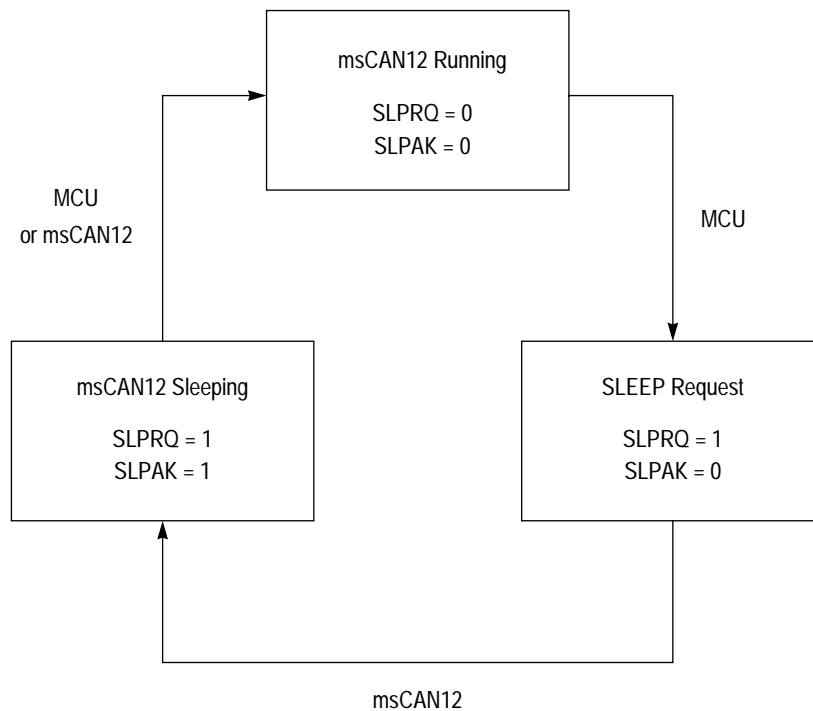 msCAN12 Running
SLPRQ = 0
SLPAK = 0
MCU
or msCAN12
MCU
msCAN12 Sleeping
SLPRQ = 1
SLPAK = 1
SLEEP Request
SLPRQ = 1
SLPAK = 0
msCAN12